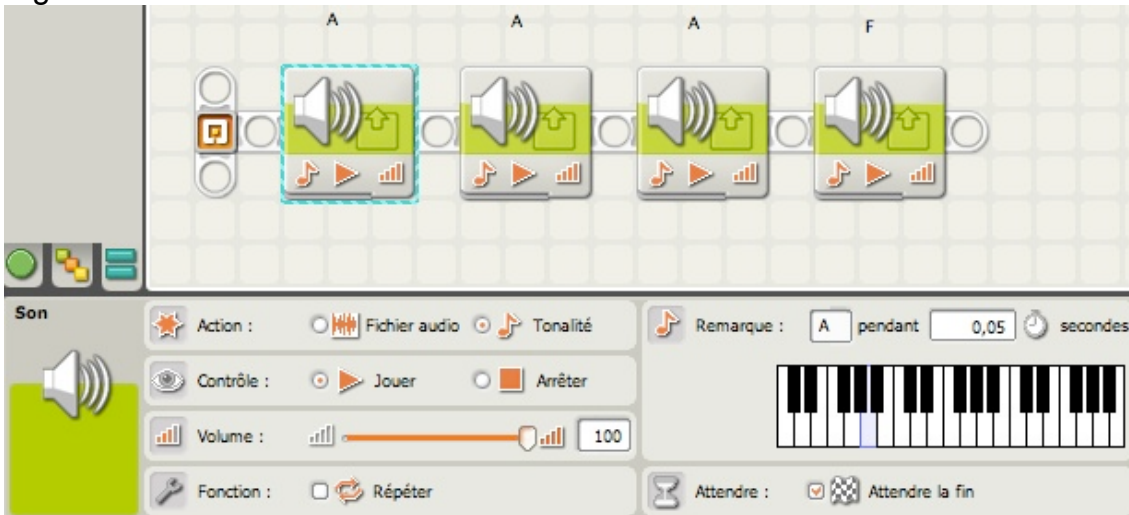 A A A F
Son
Action : Fichier audio Tonalité
Contrôle : Jouer Arrêter
Volume : 100
Fonction : Répéter
Remarque : A pendant 0,05 secondes
Attendre : Attendre la fin